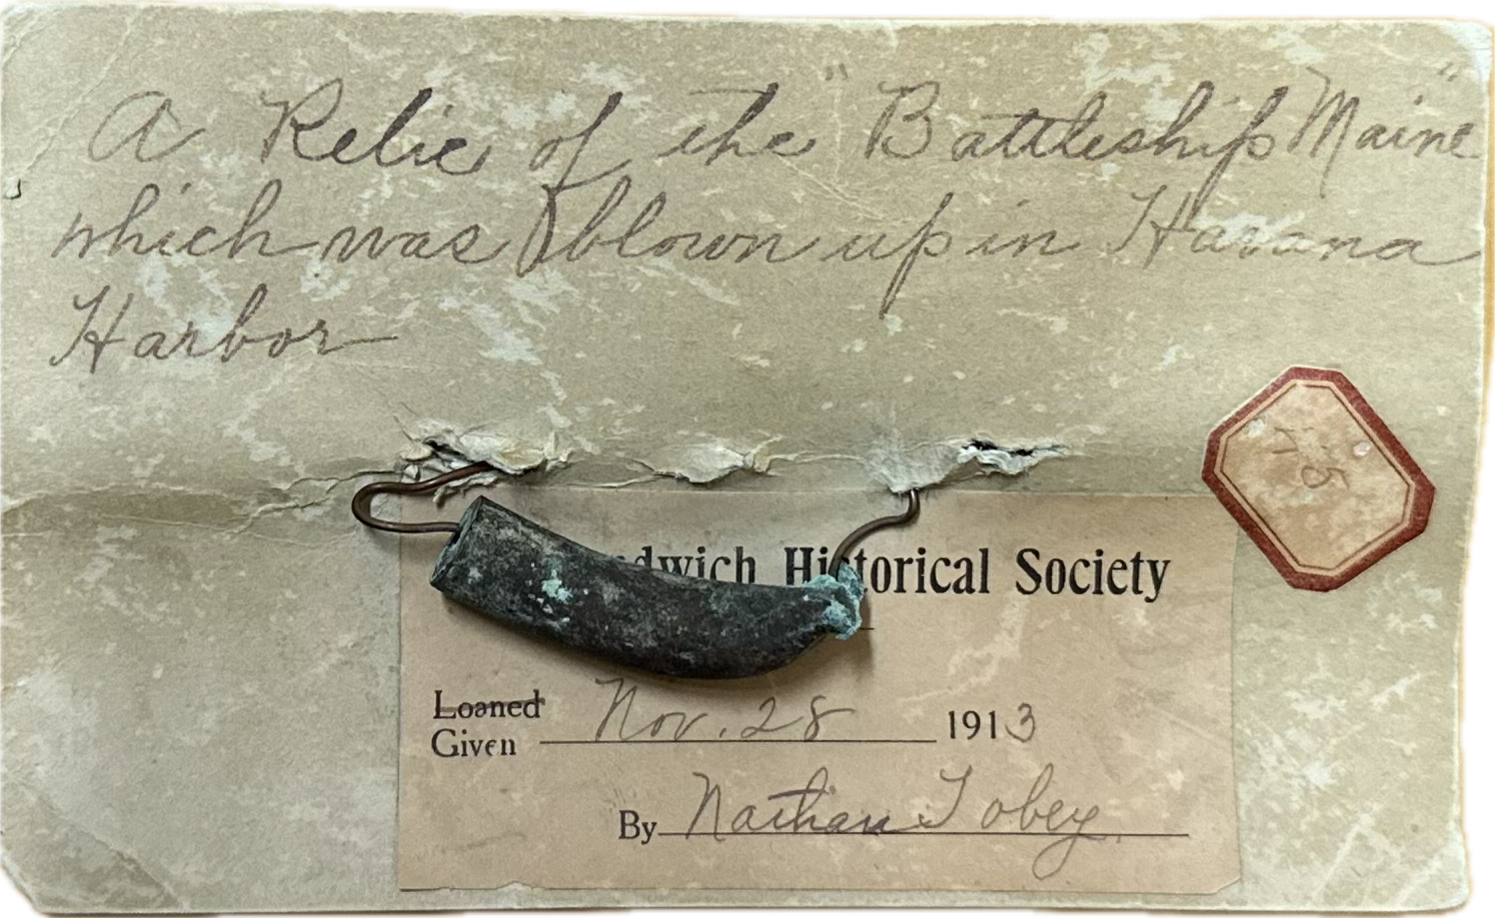 A Relic of the "Battleship Maine"
which was blown up in Havana
Harbor
dwich Historical Society
Loaned
Given Nov. 28 1913
By Nathan Tobey.